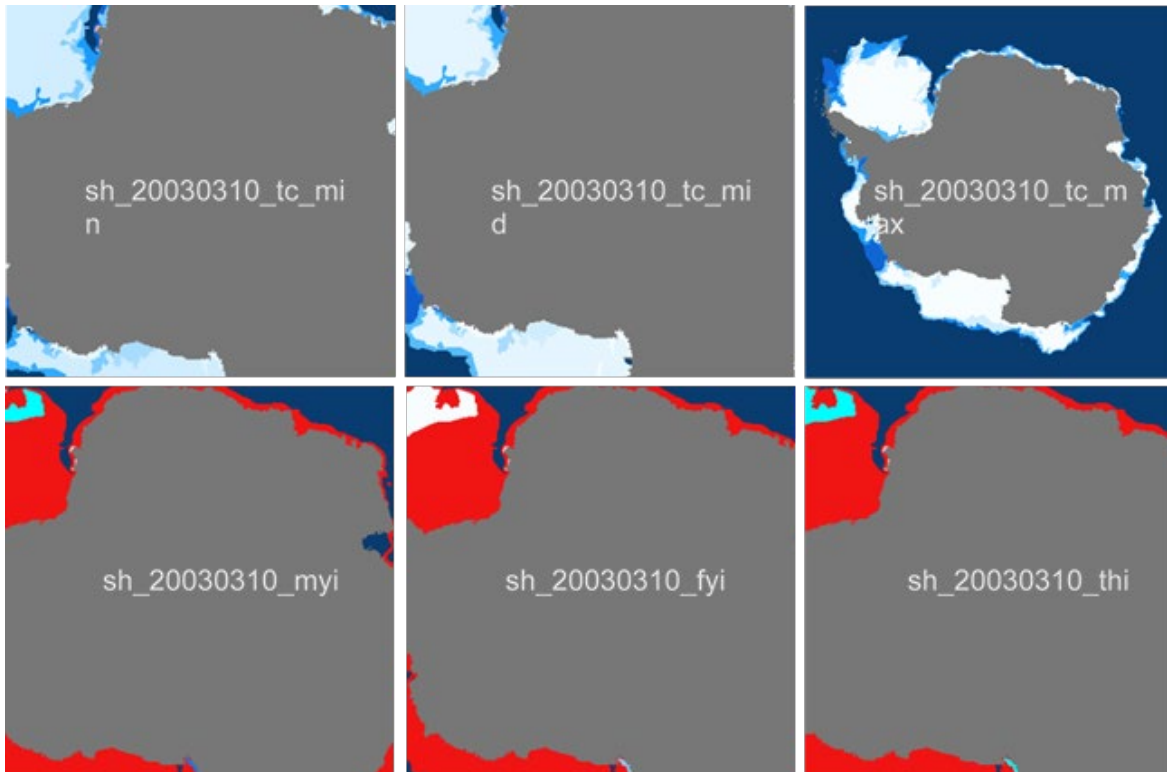 sh_20030310_tc_mi
n
sh_20030310_tc_mi
d
sh_20030310_tc_m
ax
sh_20030310_myi
sh_20030310_fyi
sh_20030310_thi